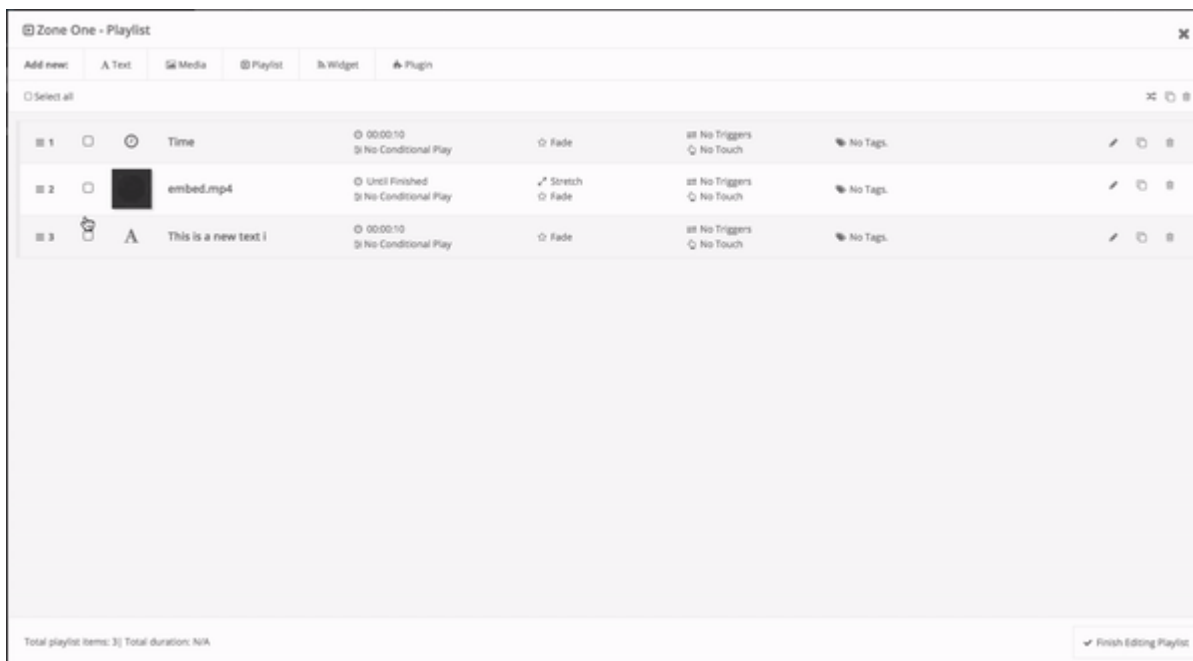 Zone One - Playlist
Add new: Text Media Playlist Widget Plugin
Select all
1 Time 00:00:10 Fade No Triggers No Tags.
No Conditional Play No Touch
2 embed.mp4 Until Finished Stretch No Triggers No Tags.
No Conditional Play Fade No Touch
3 A This is a new text i 00:00:10 Fade No Triggers No Tags.
No Conditional Play No Touch
Total playlist items: 3| Total duration: N/A
Finish Editing Playlist